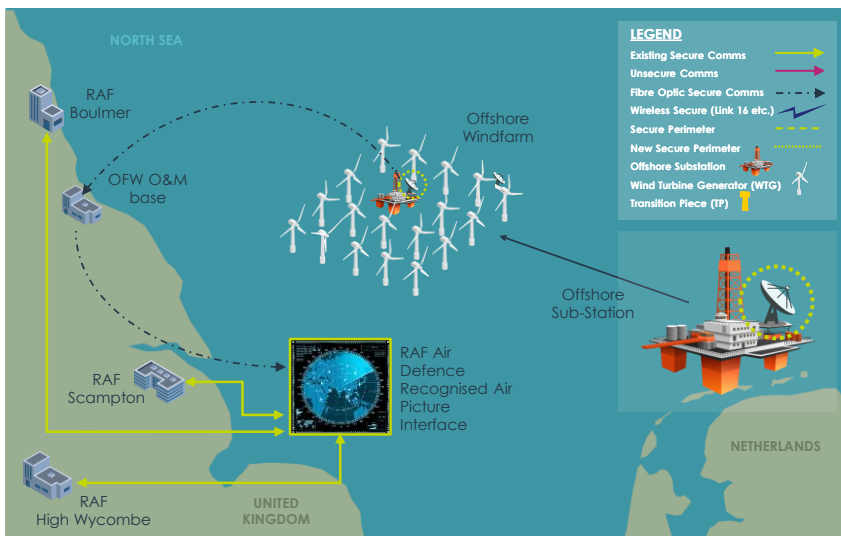 NORTH SEA
RAF
Boulmer
OFW O&M
base
Offshore
Windfarm
LEGEND
Existing Secure Comms
Unsecure Comms
Fibre Optic Secure Comms
Wireless Secure (Link 16 etc.)
Secure Perimeter
New Secure Perimeter
Offshore Substation
Wind Turbine Generator (WTG)
Transition Piece (TP)
Offshore
Sub-Station
RAF Air
Defence
Recognised Air
Picture
Interface
RAF
Scampton
RAF
High Wycombe
UNITED
KINGDOM
NETHERLANDS